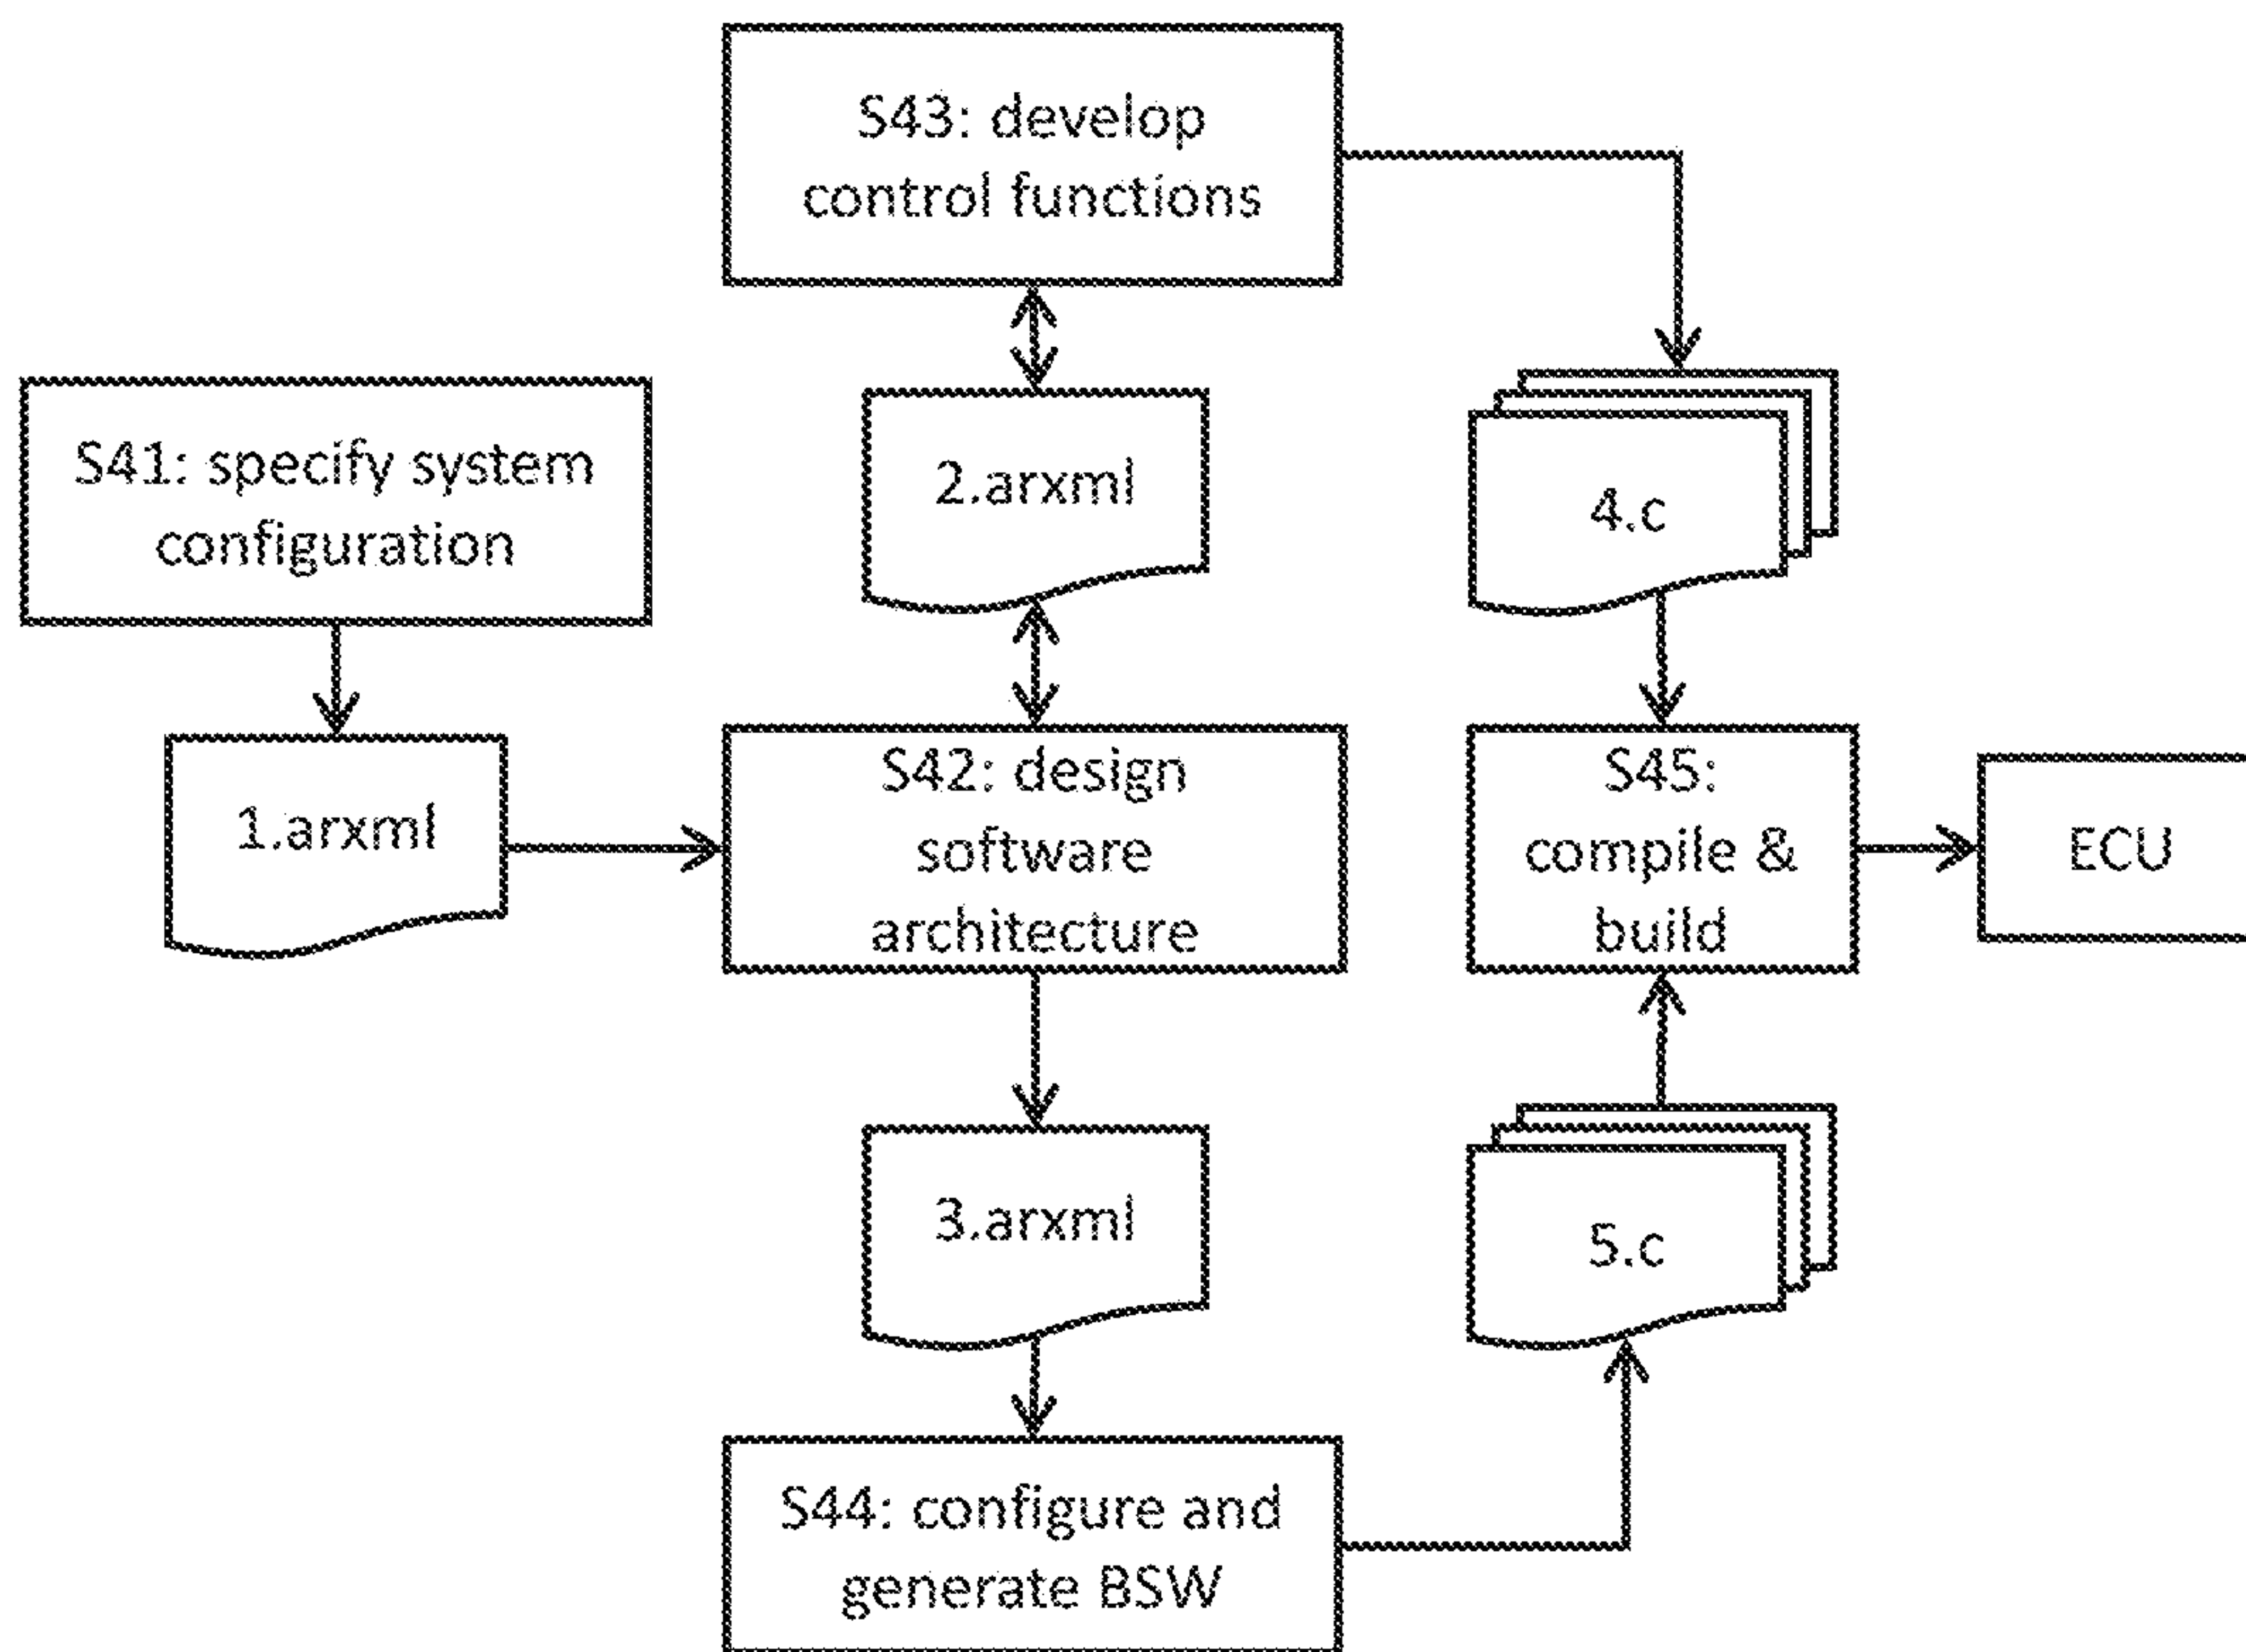 S43: develop
control functions
S41: specify system
configuration
2.arxml
4.c
1.arxml
S42: design
software
architecture
S45:
compile &
build
ECU
3.arxml
5.c
S44: configure and
generate BSW